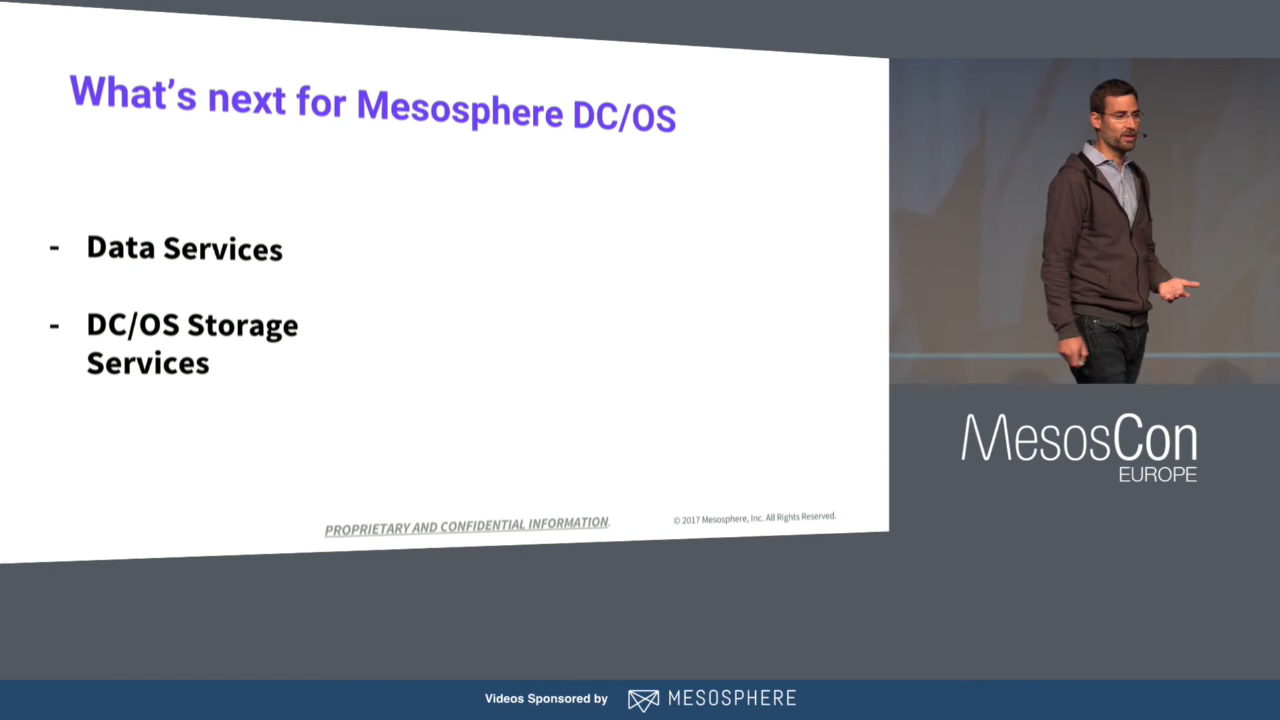 What's next for Mesosphere DC/OS
- Data Services
- DC/OS Storage
Services
PROPRIETARY AND CONFIDENTIAL INFORMATION.
© 2017 Mesosphere, Inc. All Rights Reserved.
MesosCon
EUROPE
Videos Sponsored by MESOSPHERE